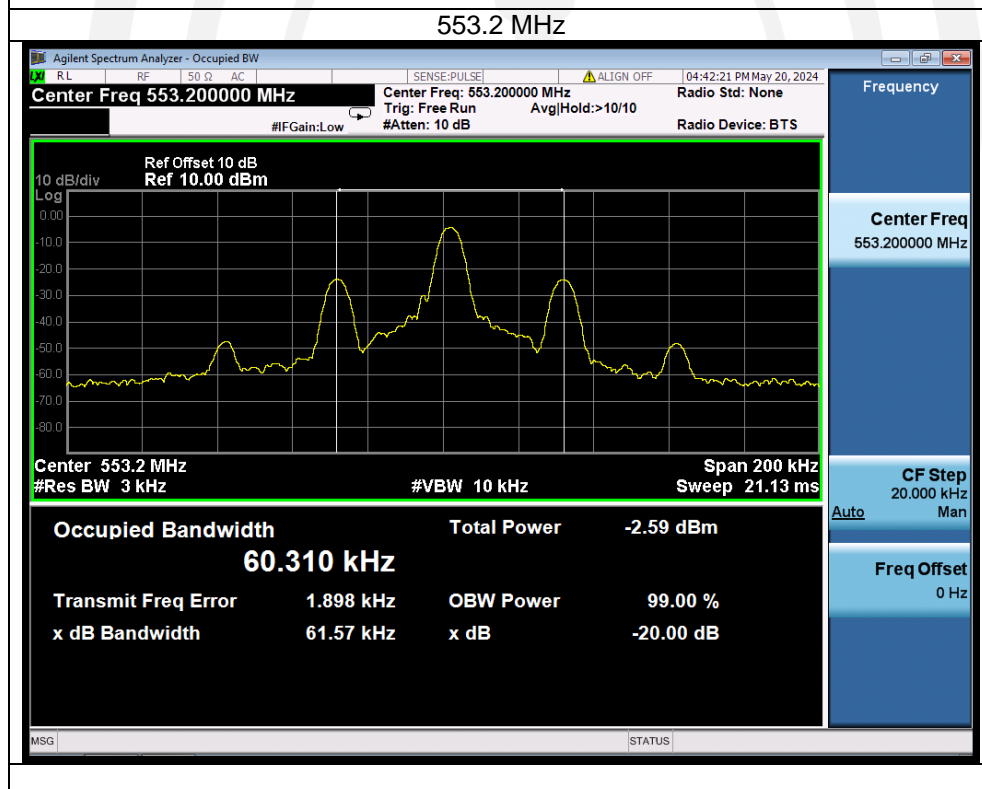 553.2 MHz
Agilent Spectrum Analyzer - Occupied BW
LXI RL RF 50 Ω AC SENSE:PULSE ALIGN OFF 04:42:21 PM May 20, 2024
Center Freq 553.200000 MHz
Center Freq: 553.200000 MHz
Radio Std: None
Trig: Free Run Avg|Hold:>10/10
#IFGain:Low
#Atten: 10 dB
Radio Device: BTS
Frequency
Ref Offset 10 dB
10 dB/div Ref 10.00 dBm
Log
0.00
-10.0
-20.0
-30.0
-40.0
-50.0
-60.0
-70.0
-80.0
Center 553.2 MHz Span 200 kHz
#Res BW 3 kHz #VBW 10 kHz Sweep 21.13 ms
Center Freq
553.200000 MHz
CF Step
20.000 kHz
Auto Man
Freq Offset
0 Hz
Occupied Bandwidth Total Power -2.59 dBm
60.310 kHz
Transmit Freq Error 1.898 kHz OBW Power 99.00 %
x dB Bandwidth 61.57 kHz x dB -20.00 dB
MSG STATUS